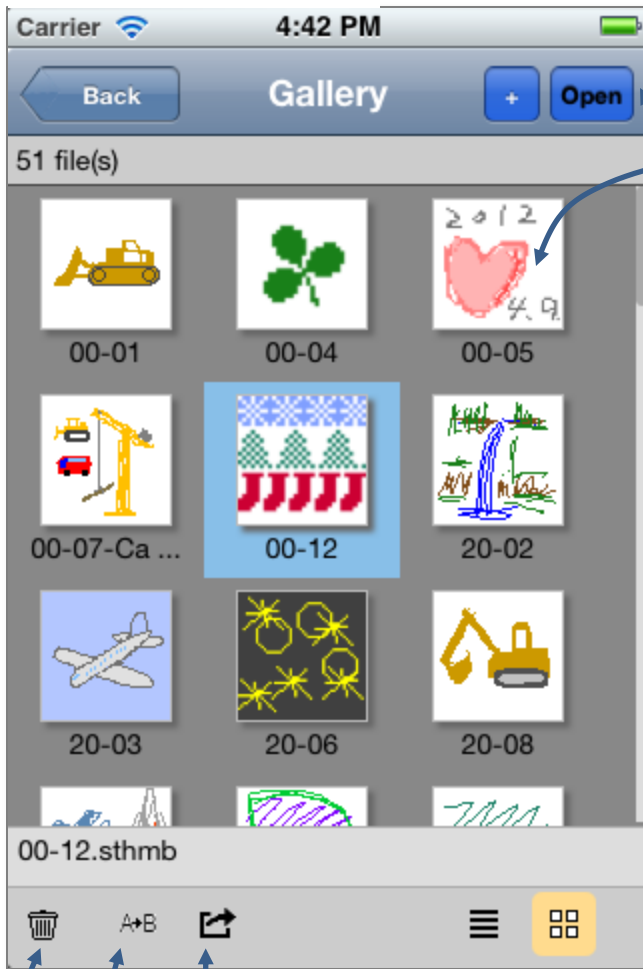 Carrier 4:42 PM
Back Gallery + Open
51 file(s)
2012
4.9.
00-01 00-04 00-05
00-07-Ca ... 00-12 20-02
20-03 20-06 20-08
00-12.sthmb
A→B